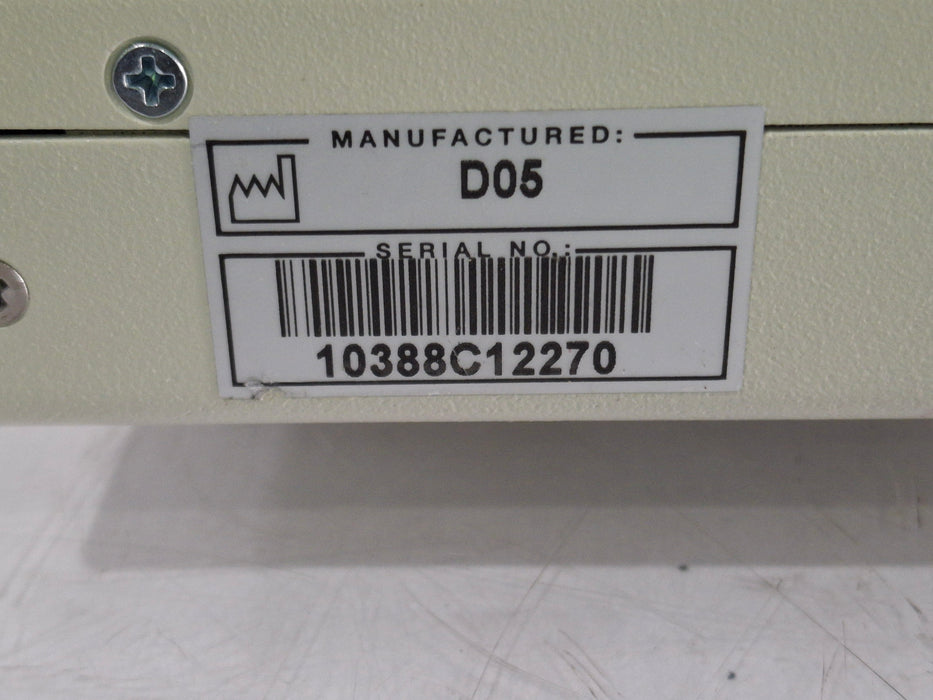 MANUFACTURED:
D05
SERIAL NO.:
10388C12270